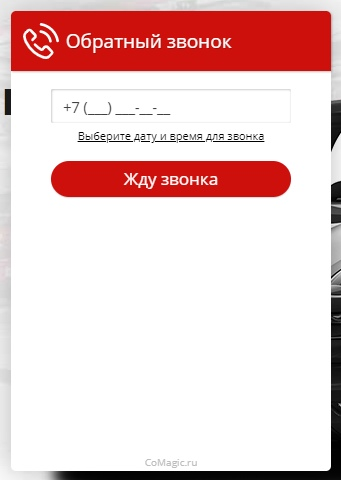 Обратный звонок
+7 (___) ___-__-__
Выберите дату и время для звонка
Жду звонка
CoMagic.ru